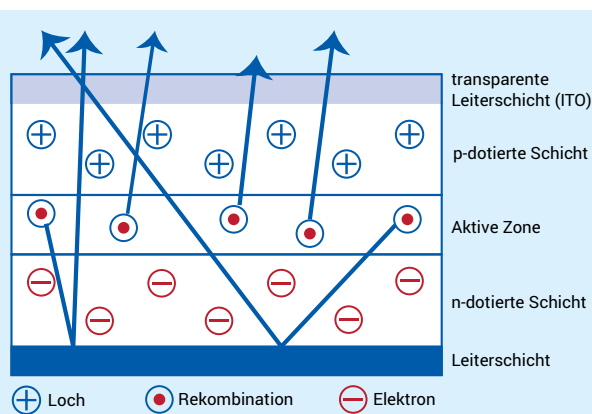 transparente
Leiterschicht (ITO)
p-dotierte Schicht
Aktive Zone
n-dotierte Schicht
Leiterschicht
Loch
Rekombination
Elektron